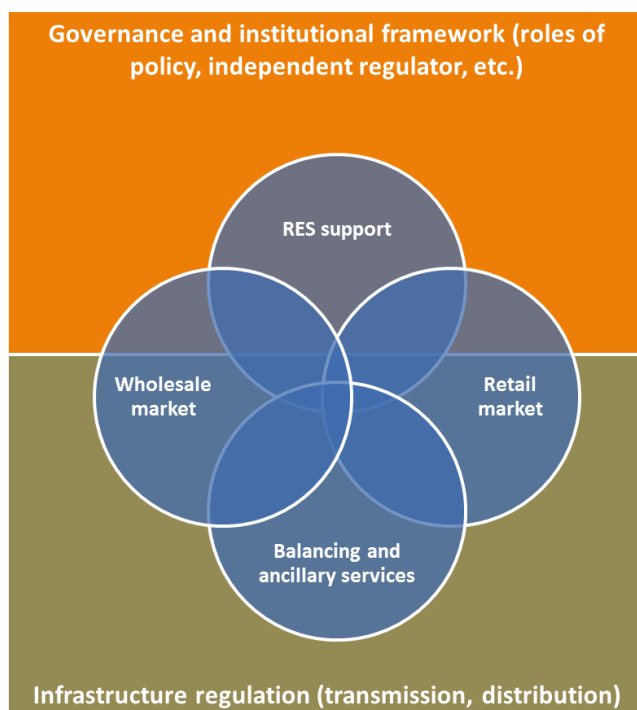 Governance and institutional framework (roles of
policy, independent regulator, etc.)
RES support
Wholesale
market
Retail
market
Balancing and
ancillary services
Infrastructure regulation (transmission, distribution)